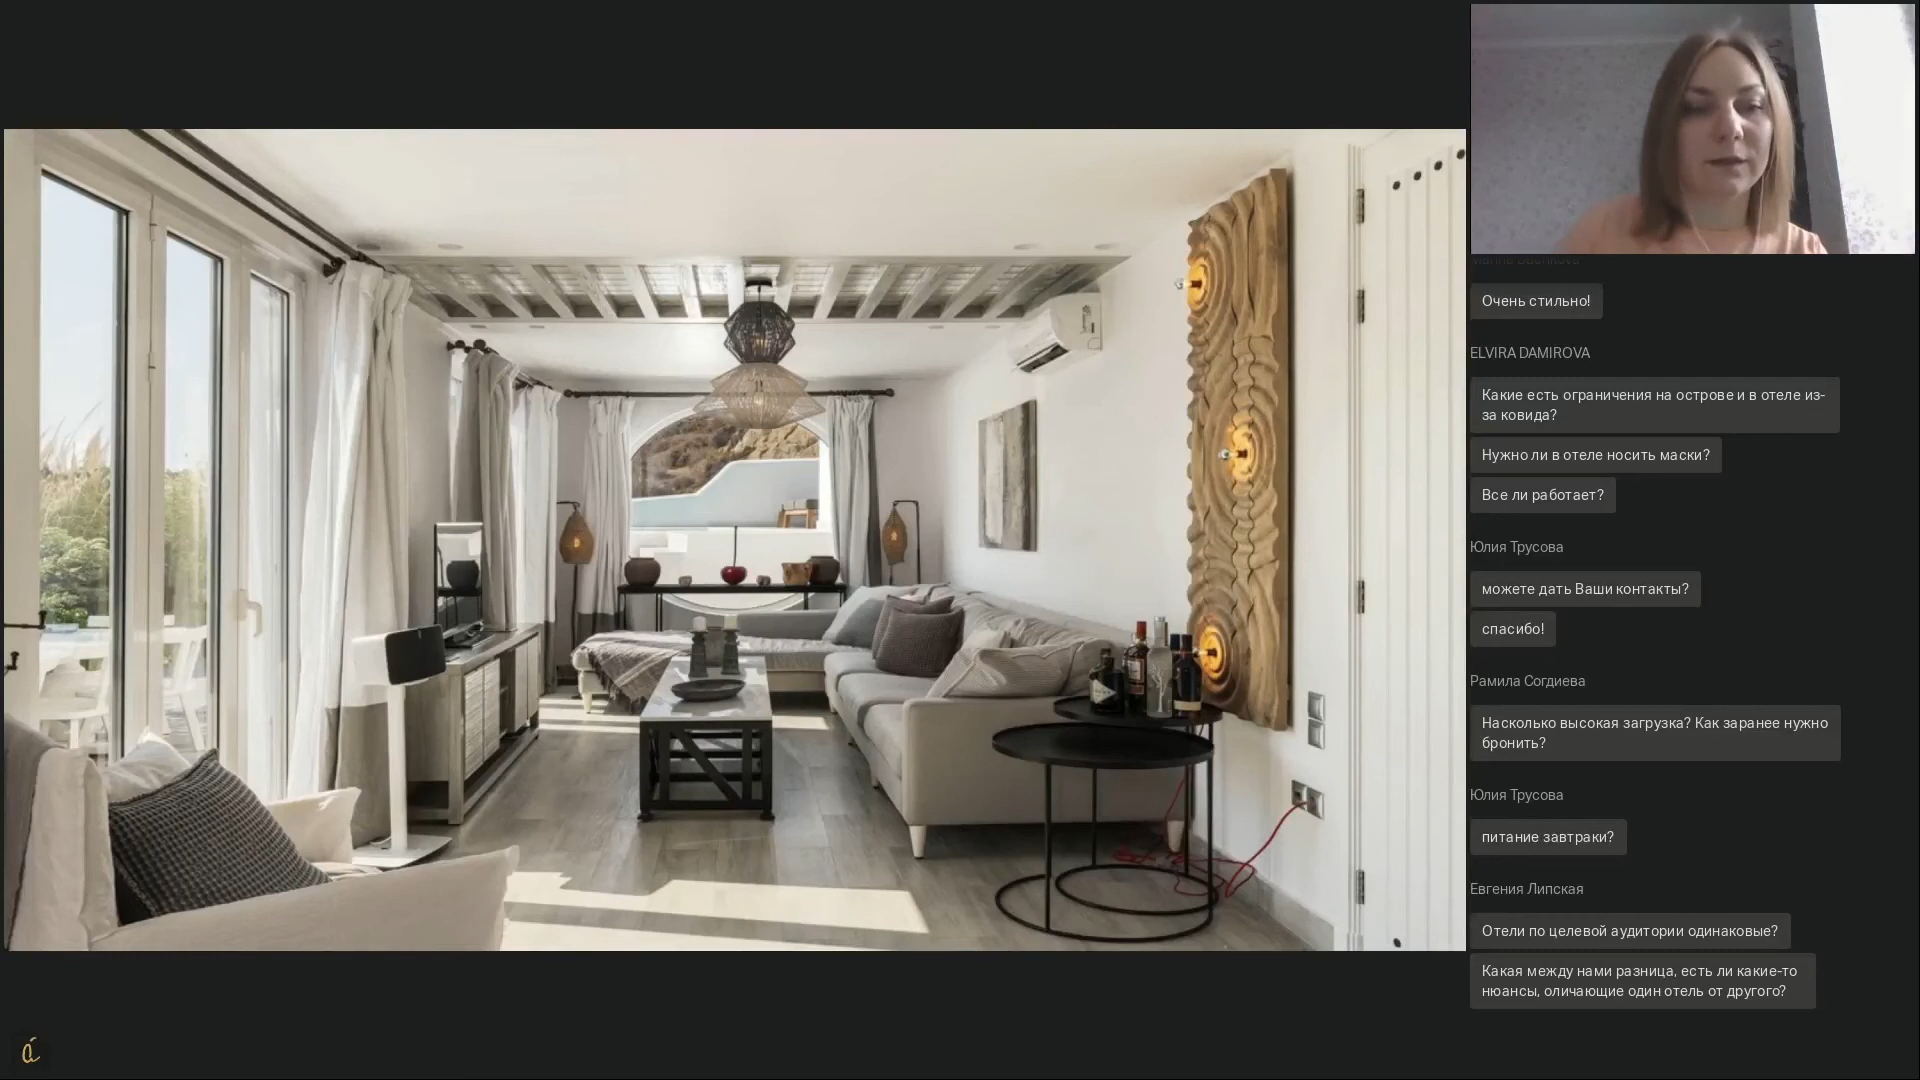 Очень стильно!
ELVIRA DAMIROVA
Какие есть ограничения на острове и в отеле из-
за ковида?
Нужно ли в отеле носить маски?
Все ли работает?
Юлия Трусова
можете дать Ваши контакты?
спасибо!
Рамила Согдиева
Насколько высокая загрузка? Как заранее нужно
бронить?
Юлия Трусова
питание завтраки?
Евгения Липская
Отели по целевой аудитории одинаковые?
Какая между нами разница, есть ли какие-то
нюансы, оличающие один отель от другого?
á